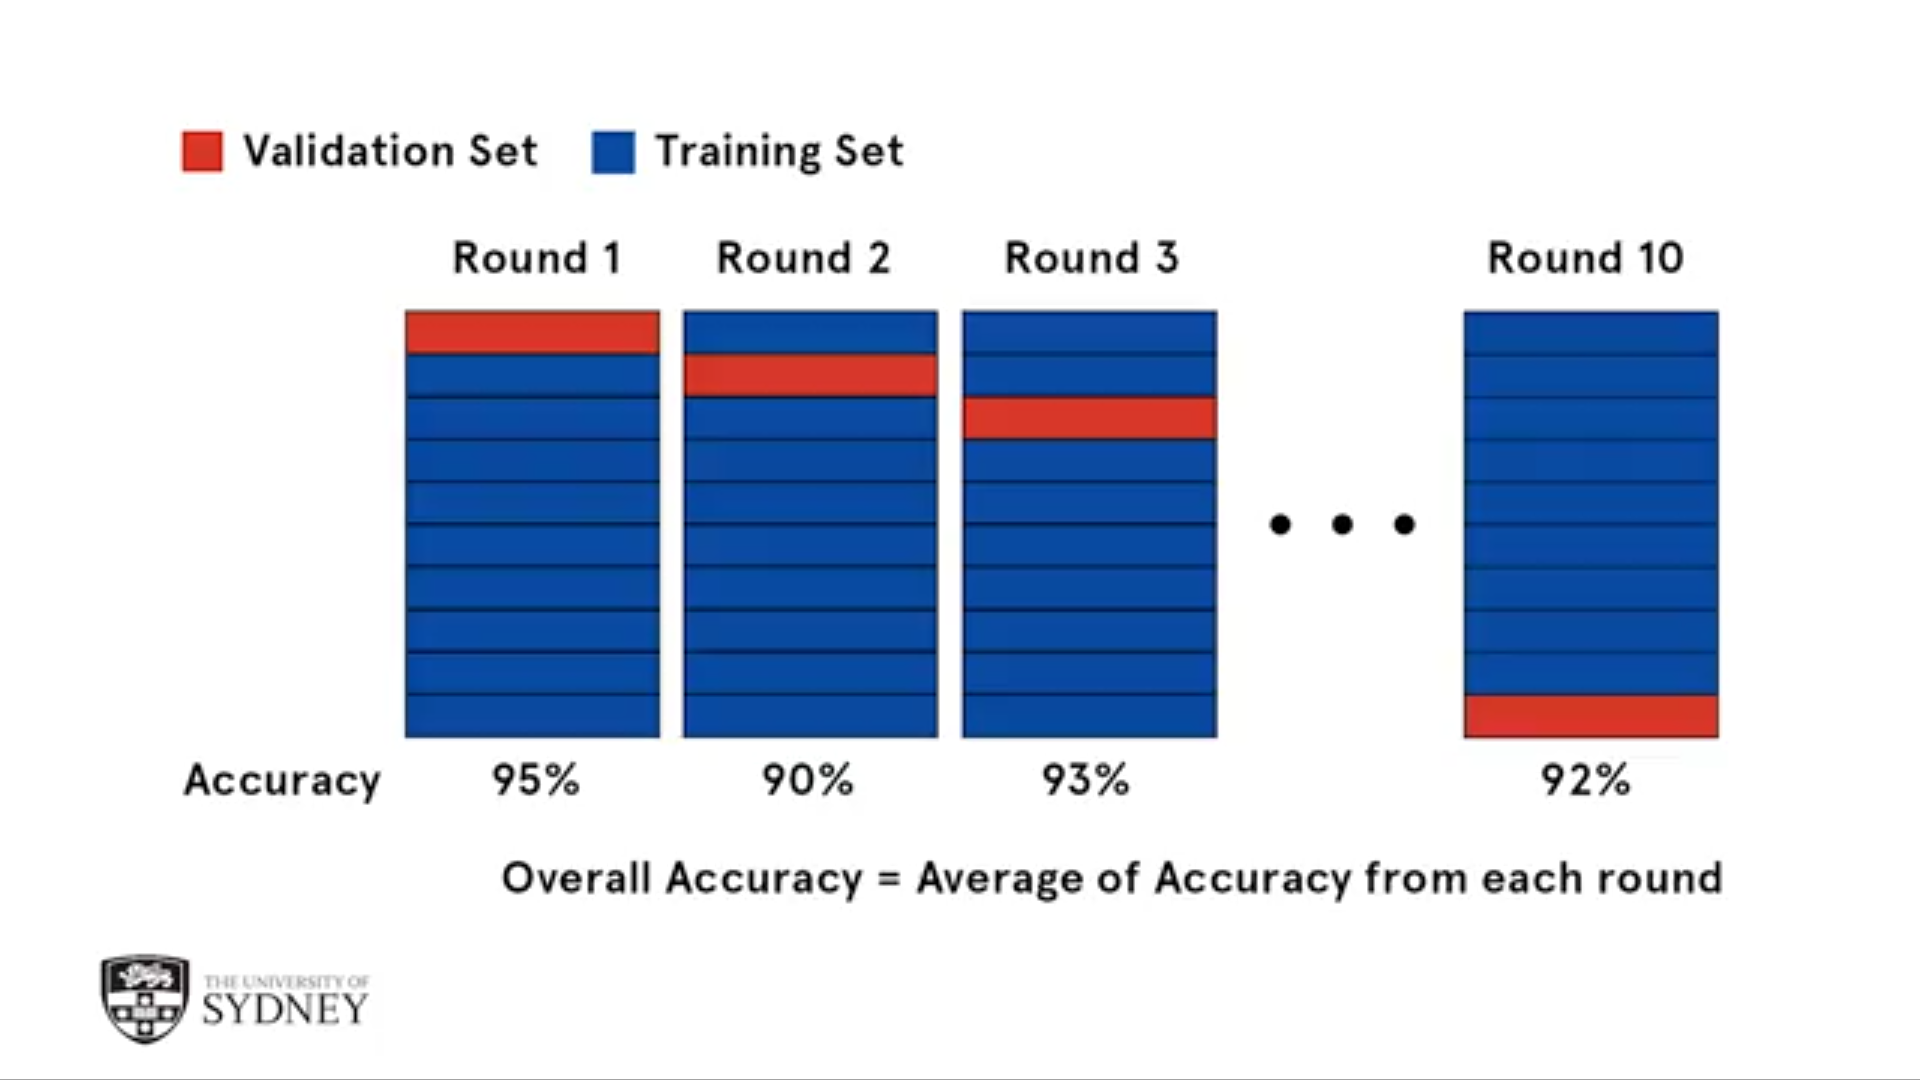 Validation Set Training Set
Round 1 Round 2 Round 3 Round 10
Accuracy 95% 90% 93% 92%
Overall Accuracy = Average of Accuracy from each round
THE UNIVERSITY OF
SYDNEY